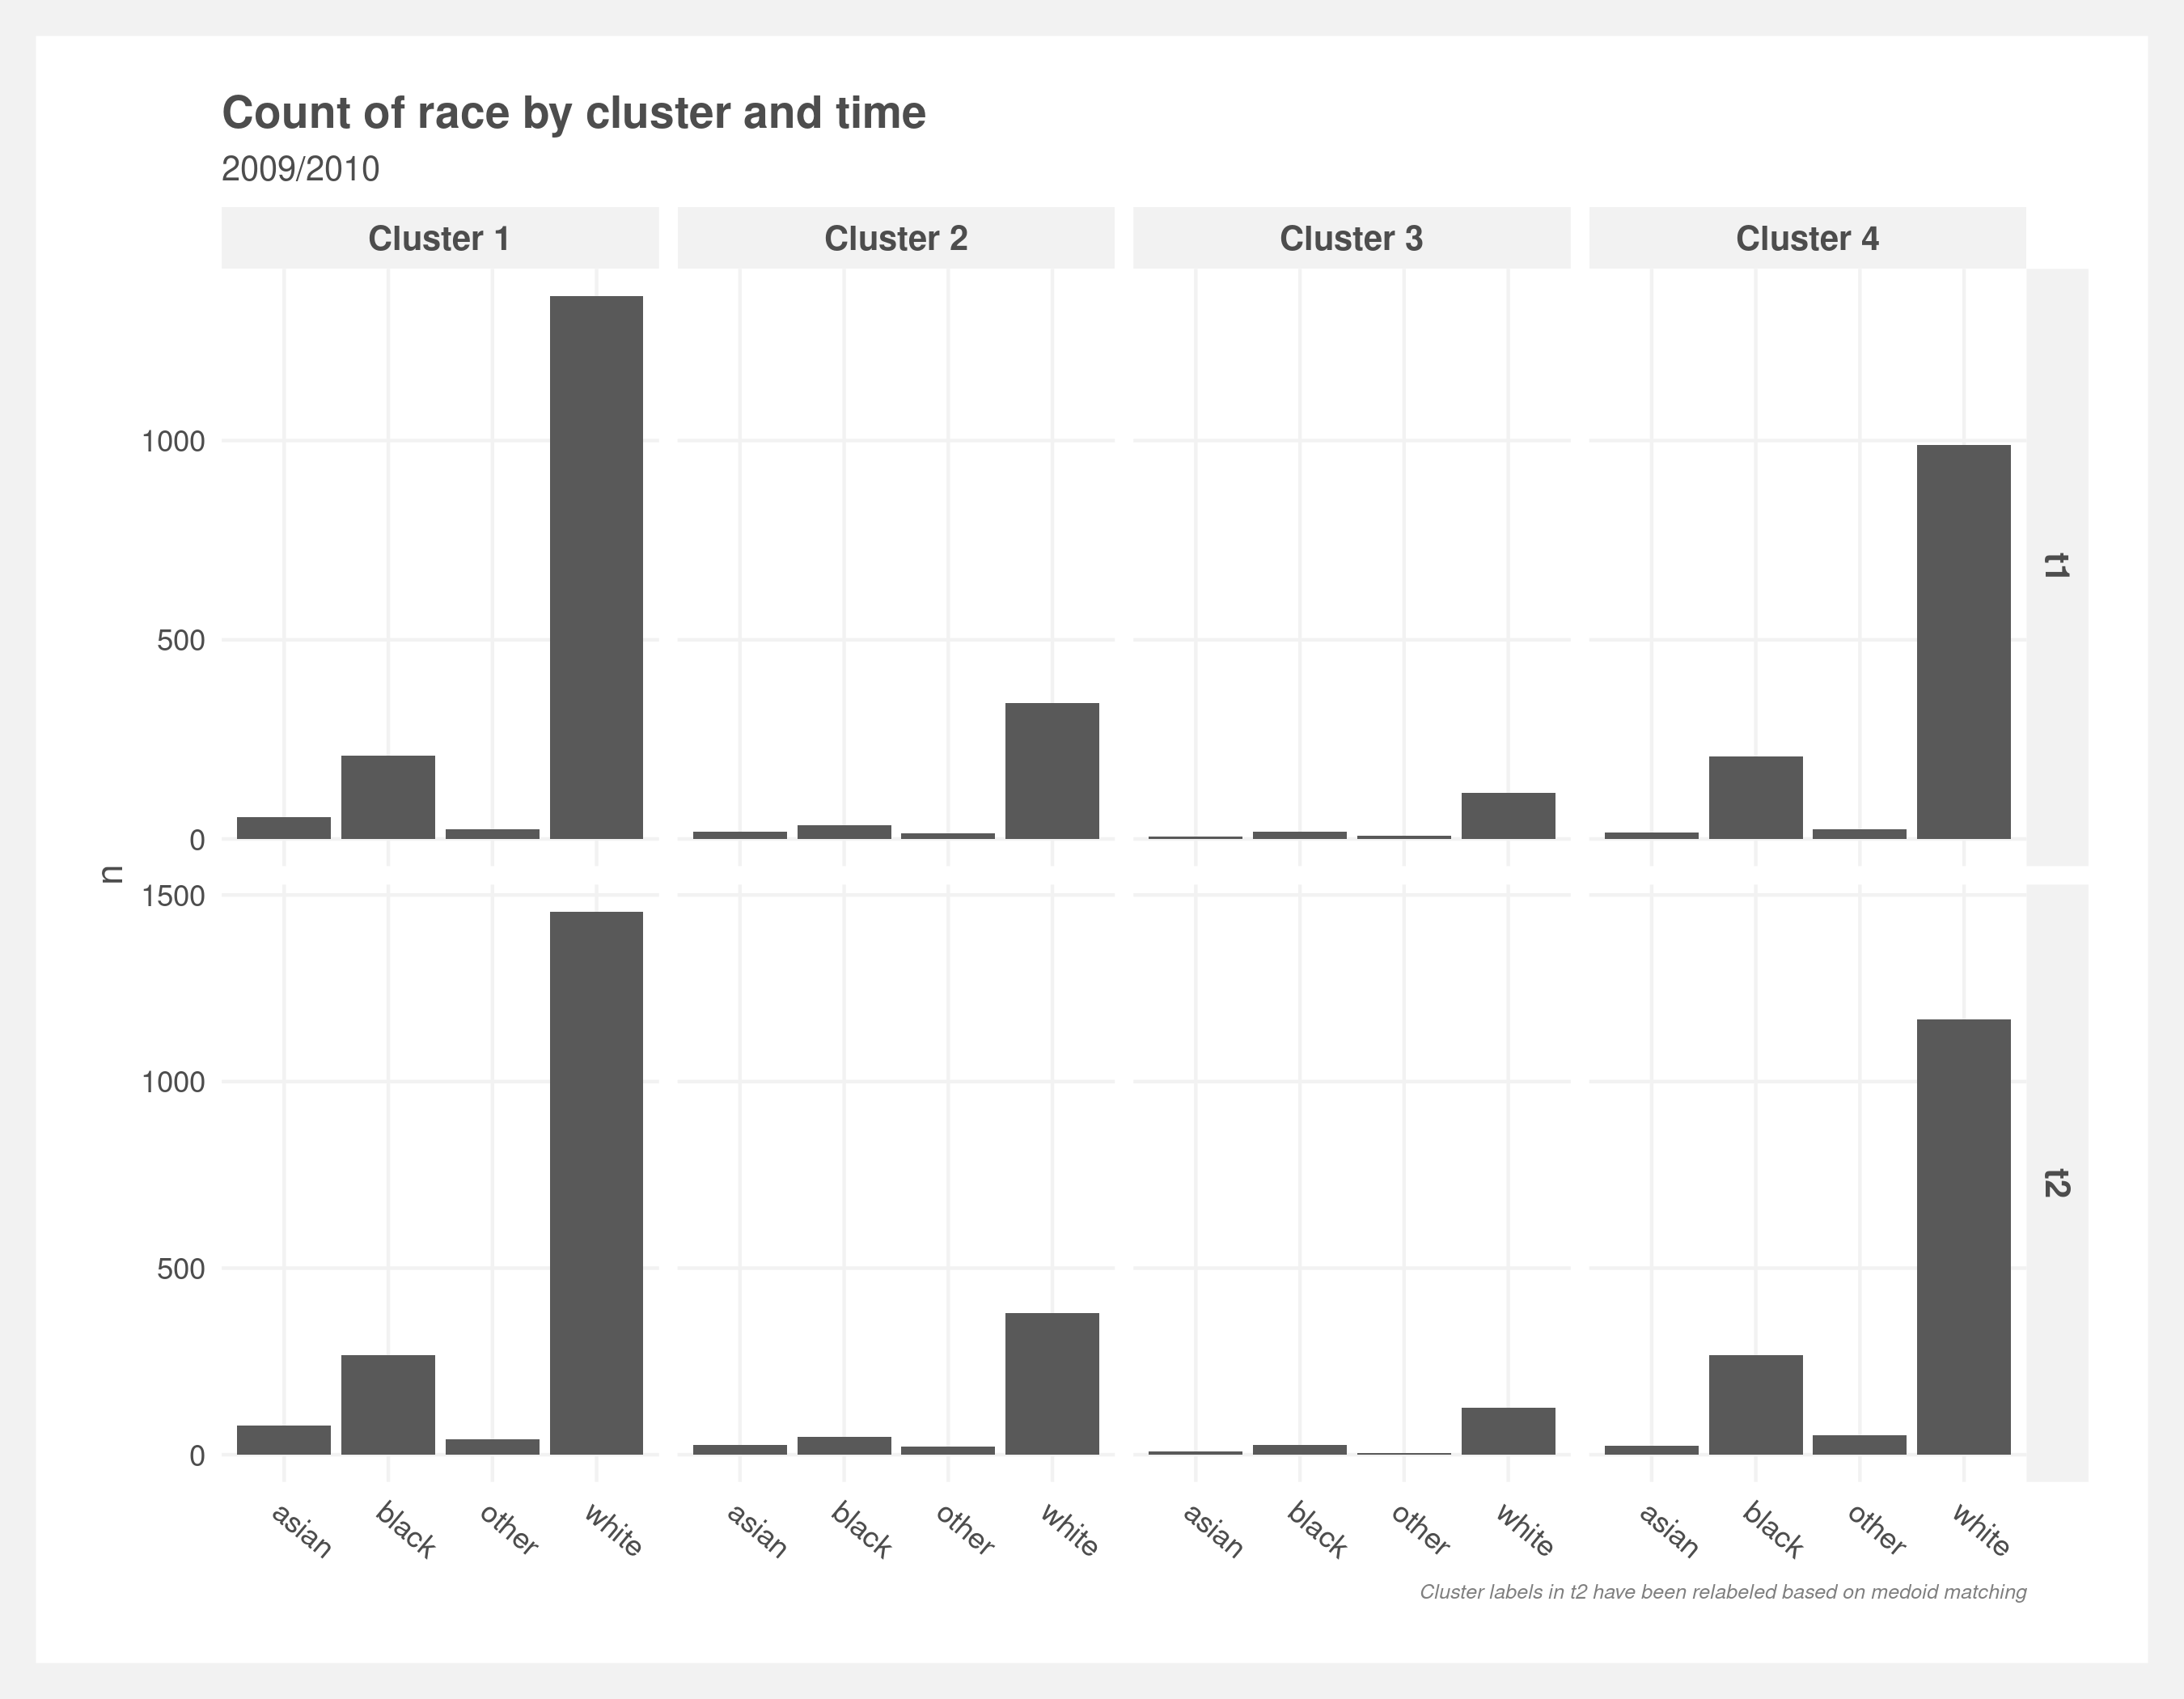 Count of race by cluster and time
2009/2010
Cluster 1
Cluster 2
Cluster 3
Cluster 4
1000
500
0
t1
n
1500
1000
500
0
t2
asian
black
other
white
asian
black
other
white
asian
black
other
white
asian
black
other
white
Cluster labels in t2 have been relabeled based on medoid matching